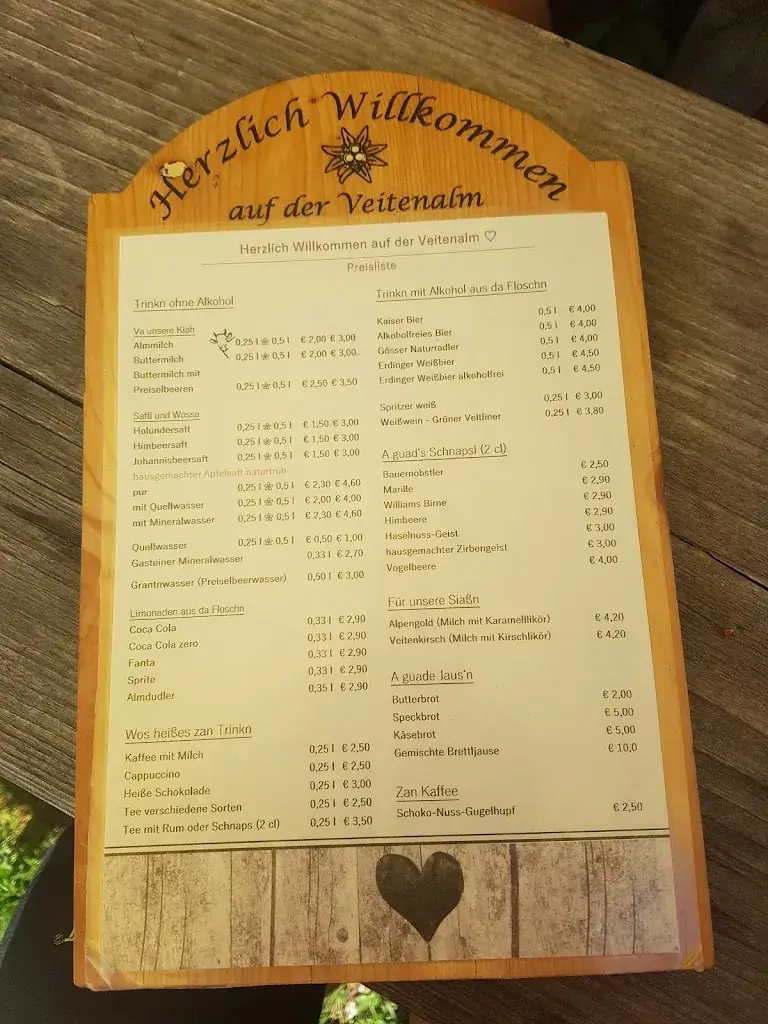 Herzlich Willkommen
auf der Veitenalm
Herzlich Willkommen auf der Veitenalm ♡
Preisliste
Trinkn ohne Alkohol
Va unsere Kiah
Almmilch 0,25 l ❀ 0,5 l € 2,00 € 3,00
Buttermilch 0,25 l ❀ 0,5 l € 2,00 € 3,00
Buttermilch mit
Preiselbeeren 0,25 l ❀ 0,5 l € 2,50 € 3,50
Saftl und Wossa
Holundersaft 0,25 l ❀ 0,5 l € 1,50 € 3,00
Himbeersaft 0,25 l ❀ 0,5 l € 1,50 € 3,00
Johannisbeersaft 0,25 l ❀ 0,5 l € 1,50 € 3,00
hausgemachter Apfelsaft naturtrüb
pur 0,25 l ❀ 0,5 l € 2,30 € 4,60
mit Quellwasser 0,25 l ❀ 0,5 l € 2,00 € 4,00
mit Mineralwasser 0,25 l ❀ 0,5 l € 2,30 € 4,60
Quellwasser 0,25 l ❀ 0,5 l € 0,50 € 1,00
Gasteiner Mineralwasser 0,33 l € 2,70
Grantnwasser (Preiselbeerwasser) 0,50 l € 3,00
Limonaden aus da Floschn
Coca Cola 0,33 l € 2,90
Coca Cola zero 0,33 l € 2,90
Fanta 0,33 l € 2,90
Sprite 0,33 l € 2,90
Almdudler 0,35 l € 2,90
Wos heißes zan Trinkn
Kaffee mit Milch 0,25 l € 2,50
Cappuccino 0,25 l € 2,50
Heiße Schokolade 0,25 l € 3,00
Tee verschiedene Sorten 0,25 l € 2,50
Tee mit Rum oder Schnaps (2 cl) 0,25 l € 3,50
Trinkn mit Alkohol aus da Floschn
Kaiser Bier 0,5 l € 4,00
Alkoholfreies Bier 0,5 l € 4,00
Gösser Naturradler 0,5 l € 4,00
Erdinger Weißbier 0,5 l € 4,50
Erdinger Weißbier alkoholfrei 0,5 l € 4,50
Spritzer weiß 0,25 l € 3,00
Weißwein - Grüner Veltliner 0,25 l € 3,80
A guad's Schnapsl (2 cl)
Bauernobstler € 2,50
Marille € 2,90
Williams Birne € 2,90
Himbeere € 2,90
Haselnuss-Geist € 3,00
hausgemachter Zirbengeist € 3,00
Vogelbeere € 4,00
Für unsere Siaßn
Alpengold (Milch mit Karamelllikör) € 4,20
Veitenkirsch (Milch mit Kirschlikör) € 4,20
A guade Jaus'n
Butterbrot € 2,00
Speckbrot € 5,00
Käsebrot € 5,00
Gemischte Brettljause € 10,0
Zan Kaffee
Schoko-Nuss-Gugelhupf € 2,50